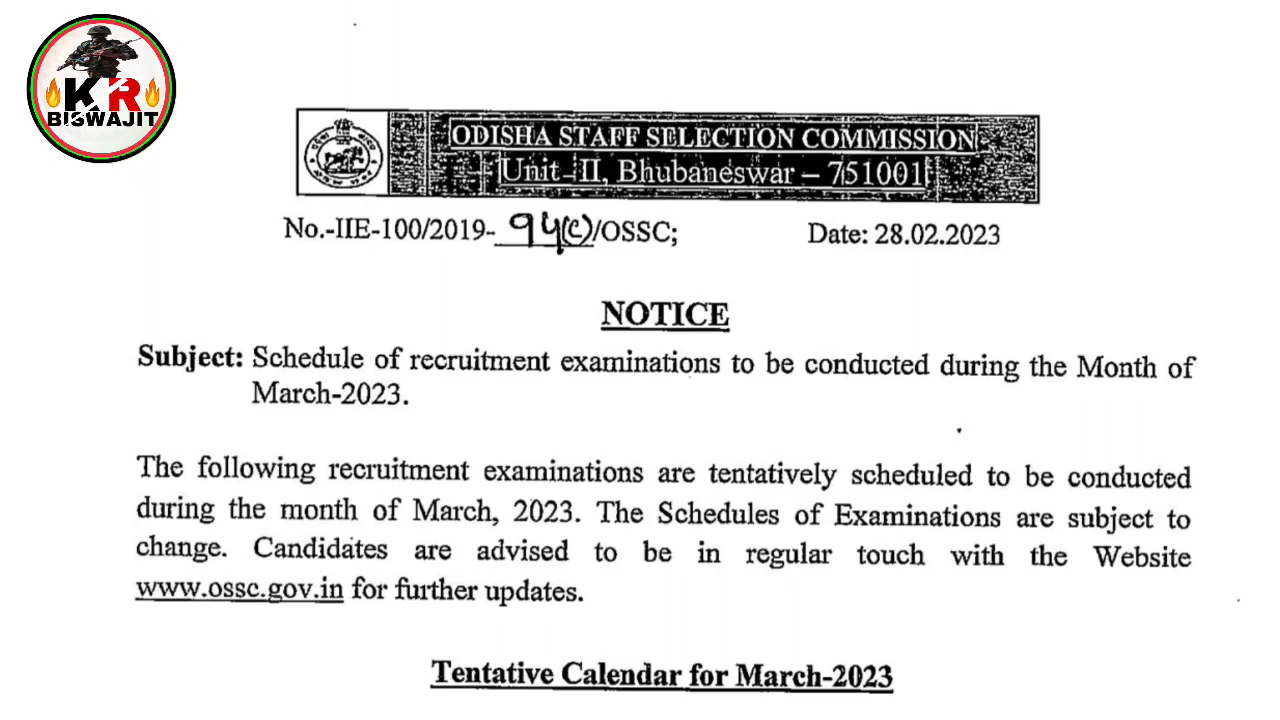 KR
BISWAJIT
ODISHA STAFF SELECTION COMMISSION
Unit-II, Bhubaneswar – 751001
No.-IIE-100/2019- 94(C)/OSSC; Date: 28.02.2023
NOTICE
Subject: Schedule of recruitment examinations to be conducted during the Month of
March-2023.
The following recruitment examinations are tentatively scheduled to be conducted
during the month of March, 2023. The Schedules of Examinations are subject to
change. Candidates are advised to be in regular touch with the Website
www.ossc.gov.in for further updates.
Tentative Calendar for March-2023